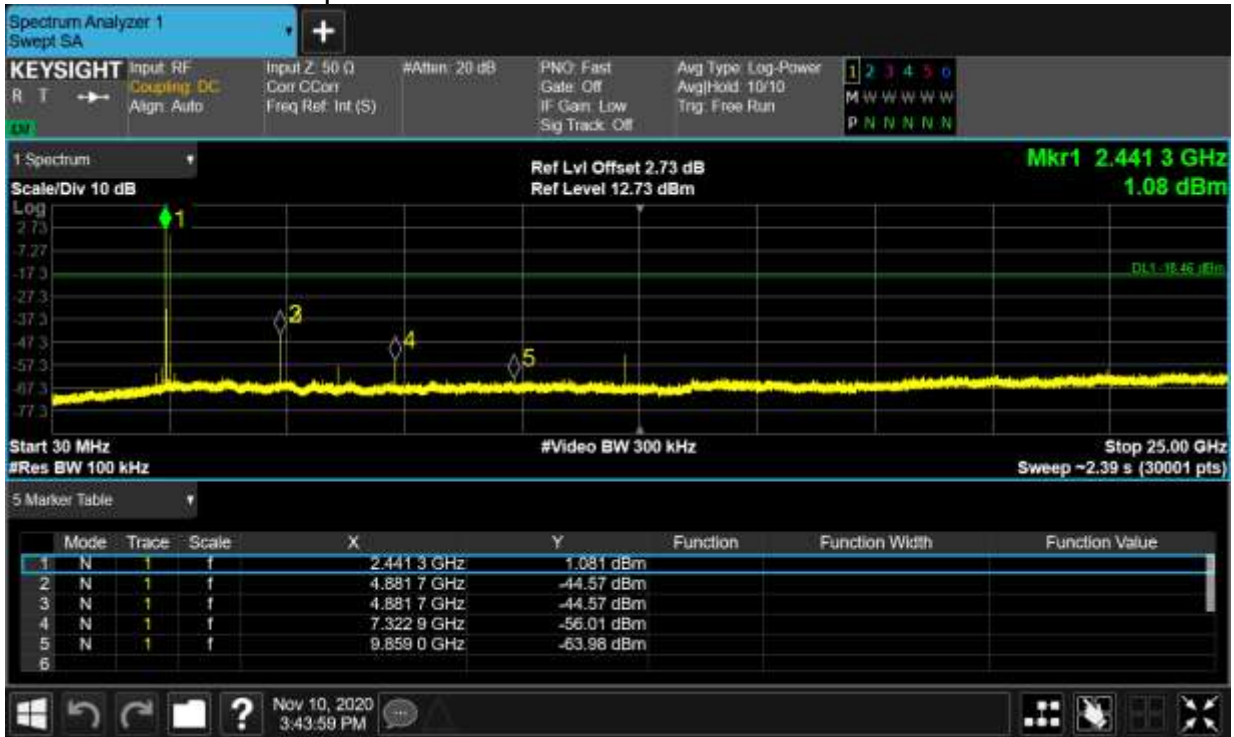 Spectrum Analyzer 1
Swept SA
+
KEYSIGHT Input: RF Input Z: 50 Ω #Atten: 20 dB PNO: Fast Avg Type: Log-Power 1 2 3 4 5 6
R T Coupling: DC Corr CCorr Gate: Off Avg|Hold: 10/10 M W W W W W
Align: Auto Freq Ref: Int (S) IF Gain: Low Trig: Free Run P N N N N N
Sig Track: Off
1 Spectrum
Ref Lvl Offset 2.73 dB Mkr1 2.441 3 GHz
Scale/Div 10 dB Ref Level 12.73 dBm 1.08 dBm
Log
1
2.73
-7.27
-17.3 DL1 -18.46 dBm
-27.3
-37.3 3
-47.3 4
-57.3 5
-67.3
-77.3
Start 30 MHz #Video BW 300 kHz Stop 25.00 GHz
#Res BW 100 kHz Sweep ~2.39 s (30001 pts)
5 Marker Table
Mode Trace Scale X Y Function Function Width Function Value
1 N 1 f 2.441 3 GHz 1.081 dBm
2 N 1 f 4.881 7 GHz -44.57 dBm
3 N 1 f 4.881 7 GHz -44.57 dBm
4 N 1 f 7.322 9 GHz -56.01 dBm
5 N 1 f 9.859 0 GHz -63.98 dBm
6
? Nov 10, 2020
3:43:59 PM